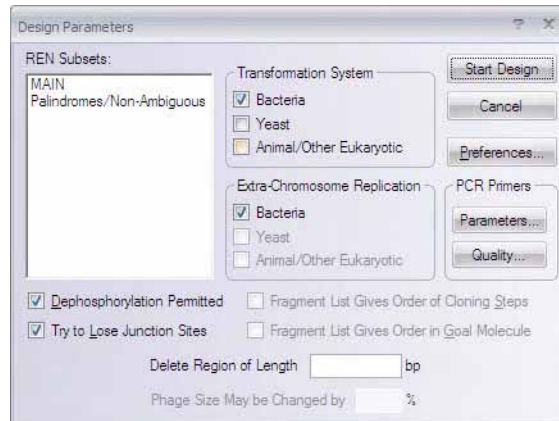 Design Parameters
REN Subsets:
MAIN
Palindromes/Non-Ambiguous
Transformation System
Bacteria
Yeast
Animal/Other Eukaryotic
Extra-Chromosome Replication
Bacteria
Yeast
Animal/Other Eukaryotic
Start Design
Cancel
Preferences...
PCR Primers
Parameters...
Quality...
Dephosphorylation Permitted
Fragment List Gives Order of Cloning Steps
Try to Lose Junction Sites
Fragment List Gives Order in Goal Molecule
Delete Region of Length bp
Phage Size May be Changed by %